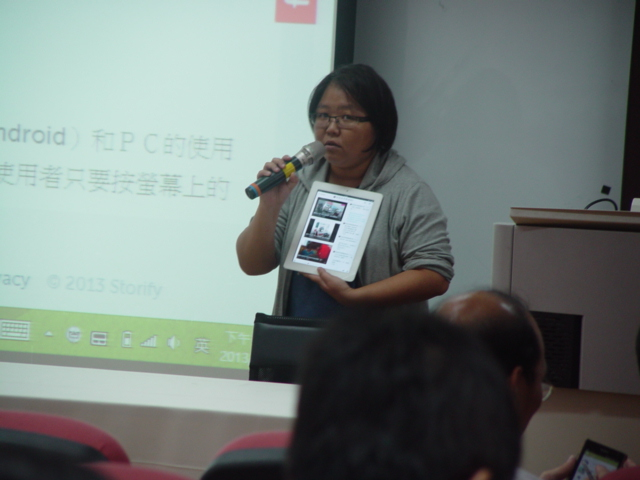 ndroid）和ＰＣ的使用
使用者只要按螢幕上的
vacy © 2013 Storify
英
下午
2013